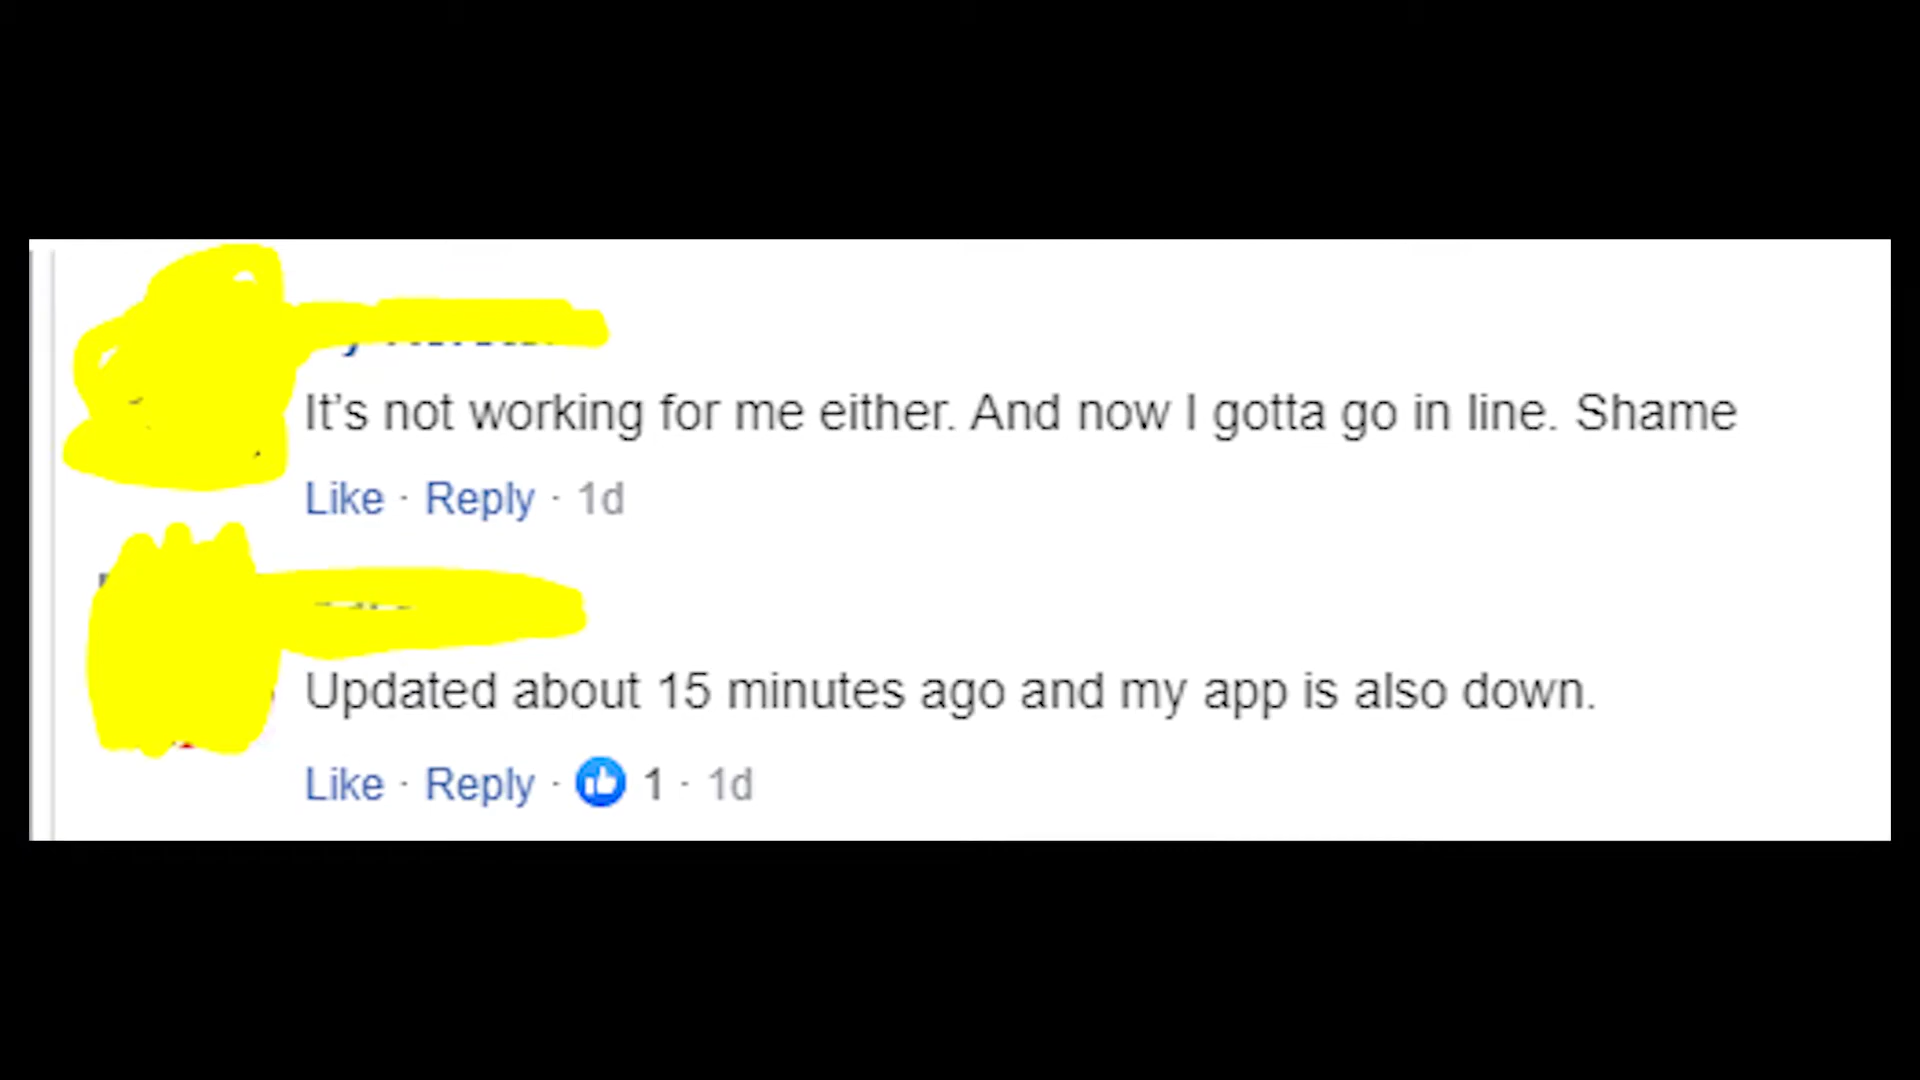 It's not working for me either. And now I gotta go in line. Shame
Like · Reply · 1d
Updated about 15 minutes ago and my app is also down.
Like · Reply · 1 · 1d